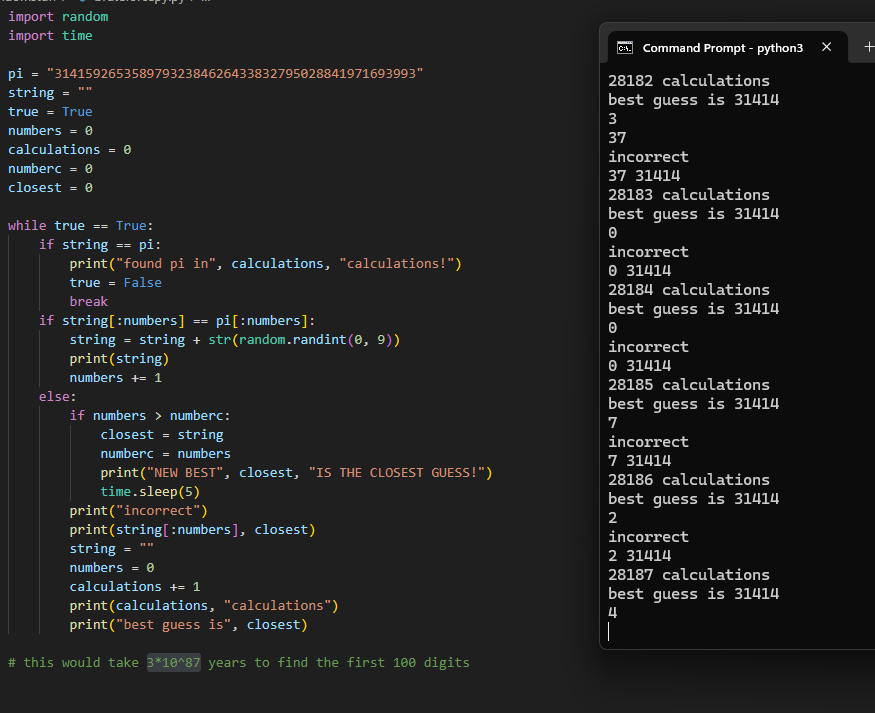 import random
import time
pi = "314159265358979323846264338327950288419716939​93"
string = ""
true = True
numbers = 0
calculations = 0
numberc = 0
closest = 0
while true == True:
if string == pi:
print("found pi in", calculations, "calculations!")
true = False
break
if string[:numbers] == pi[:numbers]:
string = string + str(random.randint(0, 9))
print(string)
numbers += 1
else:
if numbers > numberc:
closest = string
numberc = numbers
print("NEW BEST", closest, "IS THE CLOSEST GUESS!")
time.sleep(5)
print("incorrect")
print(string[:numbers], closest)
string = ""
numbers = 0
calculations += 1
print(calculations, "calculations")
print("best guess is", closest)
# this would take 3*10^87 years to find the first 100 digits
Command Prompt - python3
28182 calculations
best guess is 31414
3
37
incorrect
37 31414
28183 calculations
best guess is 31414
0
incorrect
0 31414
28184 calculations
best guess is 31414
0
incorrect
0 31414
28185 calculations
best guess is 31414
7
incorrect
7 31414
28186 calculations
best guess is 31414
2
incorrect
2 31414
28187 calculations
best guess is 31414
4